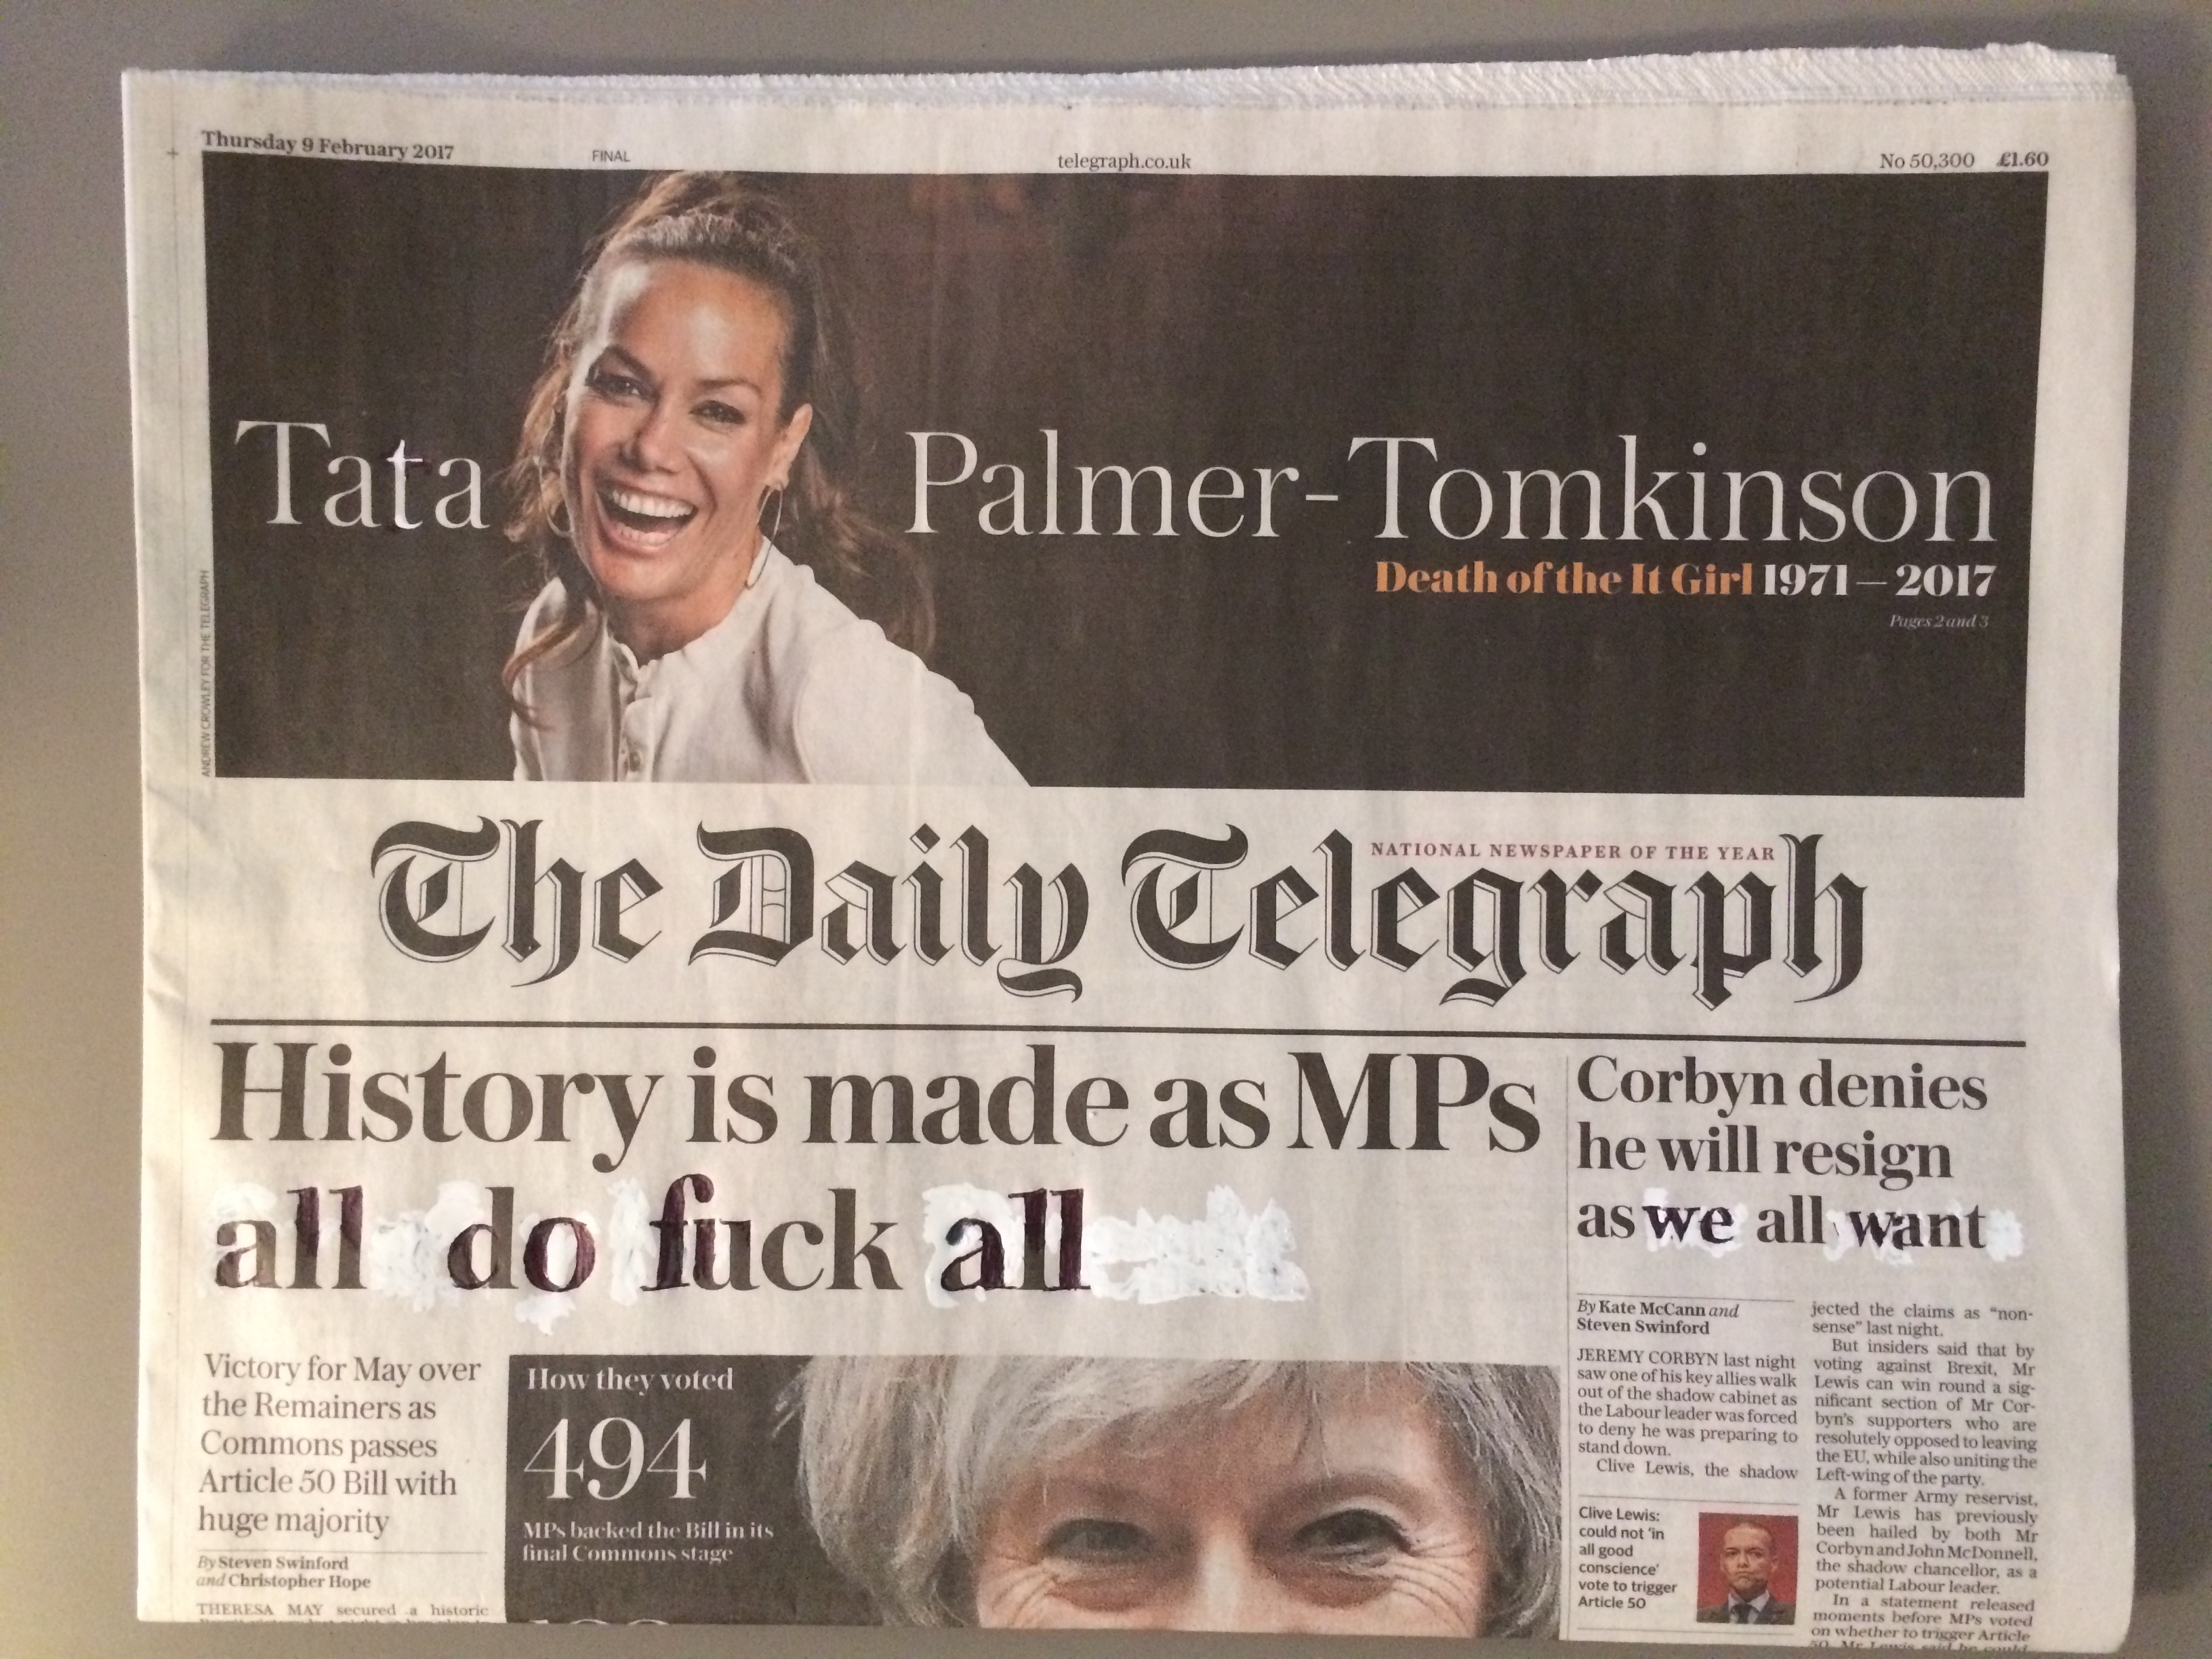 Thursday 9 February 2017
FINAL
telegraph.co.uk
No 50,300 £1.60
Tata Palmer-Tomkinson
Death of the It Girl 1971 — 2017
Pages 2 and 3
ANDREW CROWLEY FOR THE TELEGRAPH
NATIONAL NEWSPAPER OF THE YEAR
The Daily Telegraph
History is made as MPs
all do fuck all
Victory for May over
the Remainers as
Commons passes
Article 50 Bill with
huge majority
By Steven Swinford
and Christopher Hope
THERESA MAY secured a historic
How they voted
494
MPs backed the Bill in its
final Commons stage
Corbyn denies
he will resign
as we all want
By Kate McCann and
Steven Swinford
JEREMY CORBYN last night
saw one of his key allies walk
out of the shadow cabinet as
the Labour leader was forced
to deny he was preparing to
stand down.
Clive Lewis, the shadow
Clive Lewis:
could not 'in
all good
conscience'
vote to trigger
Article 50
jected the claims as "non-
sense" last night.
But insiders said that by
voting against Brexit, Mr
Lewis can win round a sig-
nificant section of Mr Cor-
byn's supporters who are
resolutely opposed to leaving
the EU, while also uniting the
Left-wing of the party.
A former Army reservist,
Mr Lewis has previously
been hailed by both Mr
Corbyn and John McDonnell,
the shadow chancellor, as a
potential Labour leader.
In a statement released
moments before MPs voted
on whether to trigger Article
50, Mr Lewis said he could